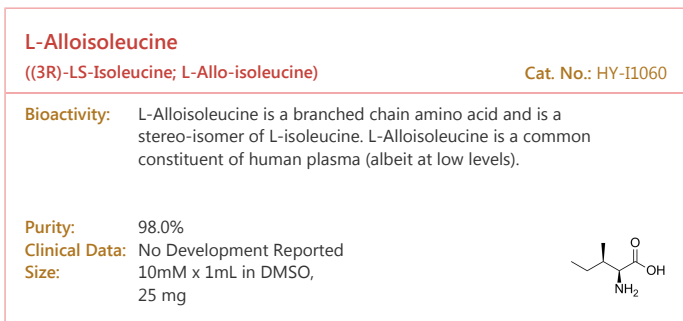 L-Alloisoleucine
((3R)-LS-Isoleucine; L-Allo-isoleucine) Cat. No.: HY-I1060
Bioactivity: L-Alloisoleucine is a branched chain amino acid and is a
stereo-isomer of L-isoleucine. L-Alloisoleucine is a common
constituent of human plasma (albeit at low levels).
Purity: 98.0%
Clinical Data: No Development Reported
Size: 10mM x 1mL in DMSO,
25 mg
O
OH
NH2